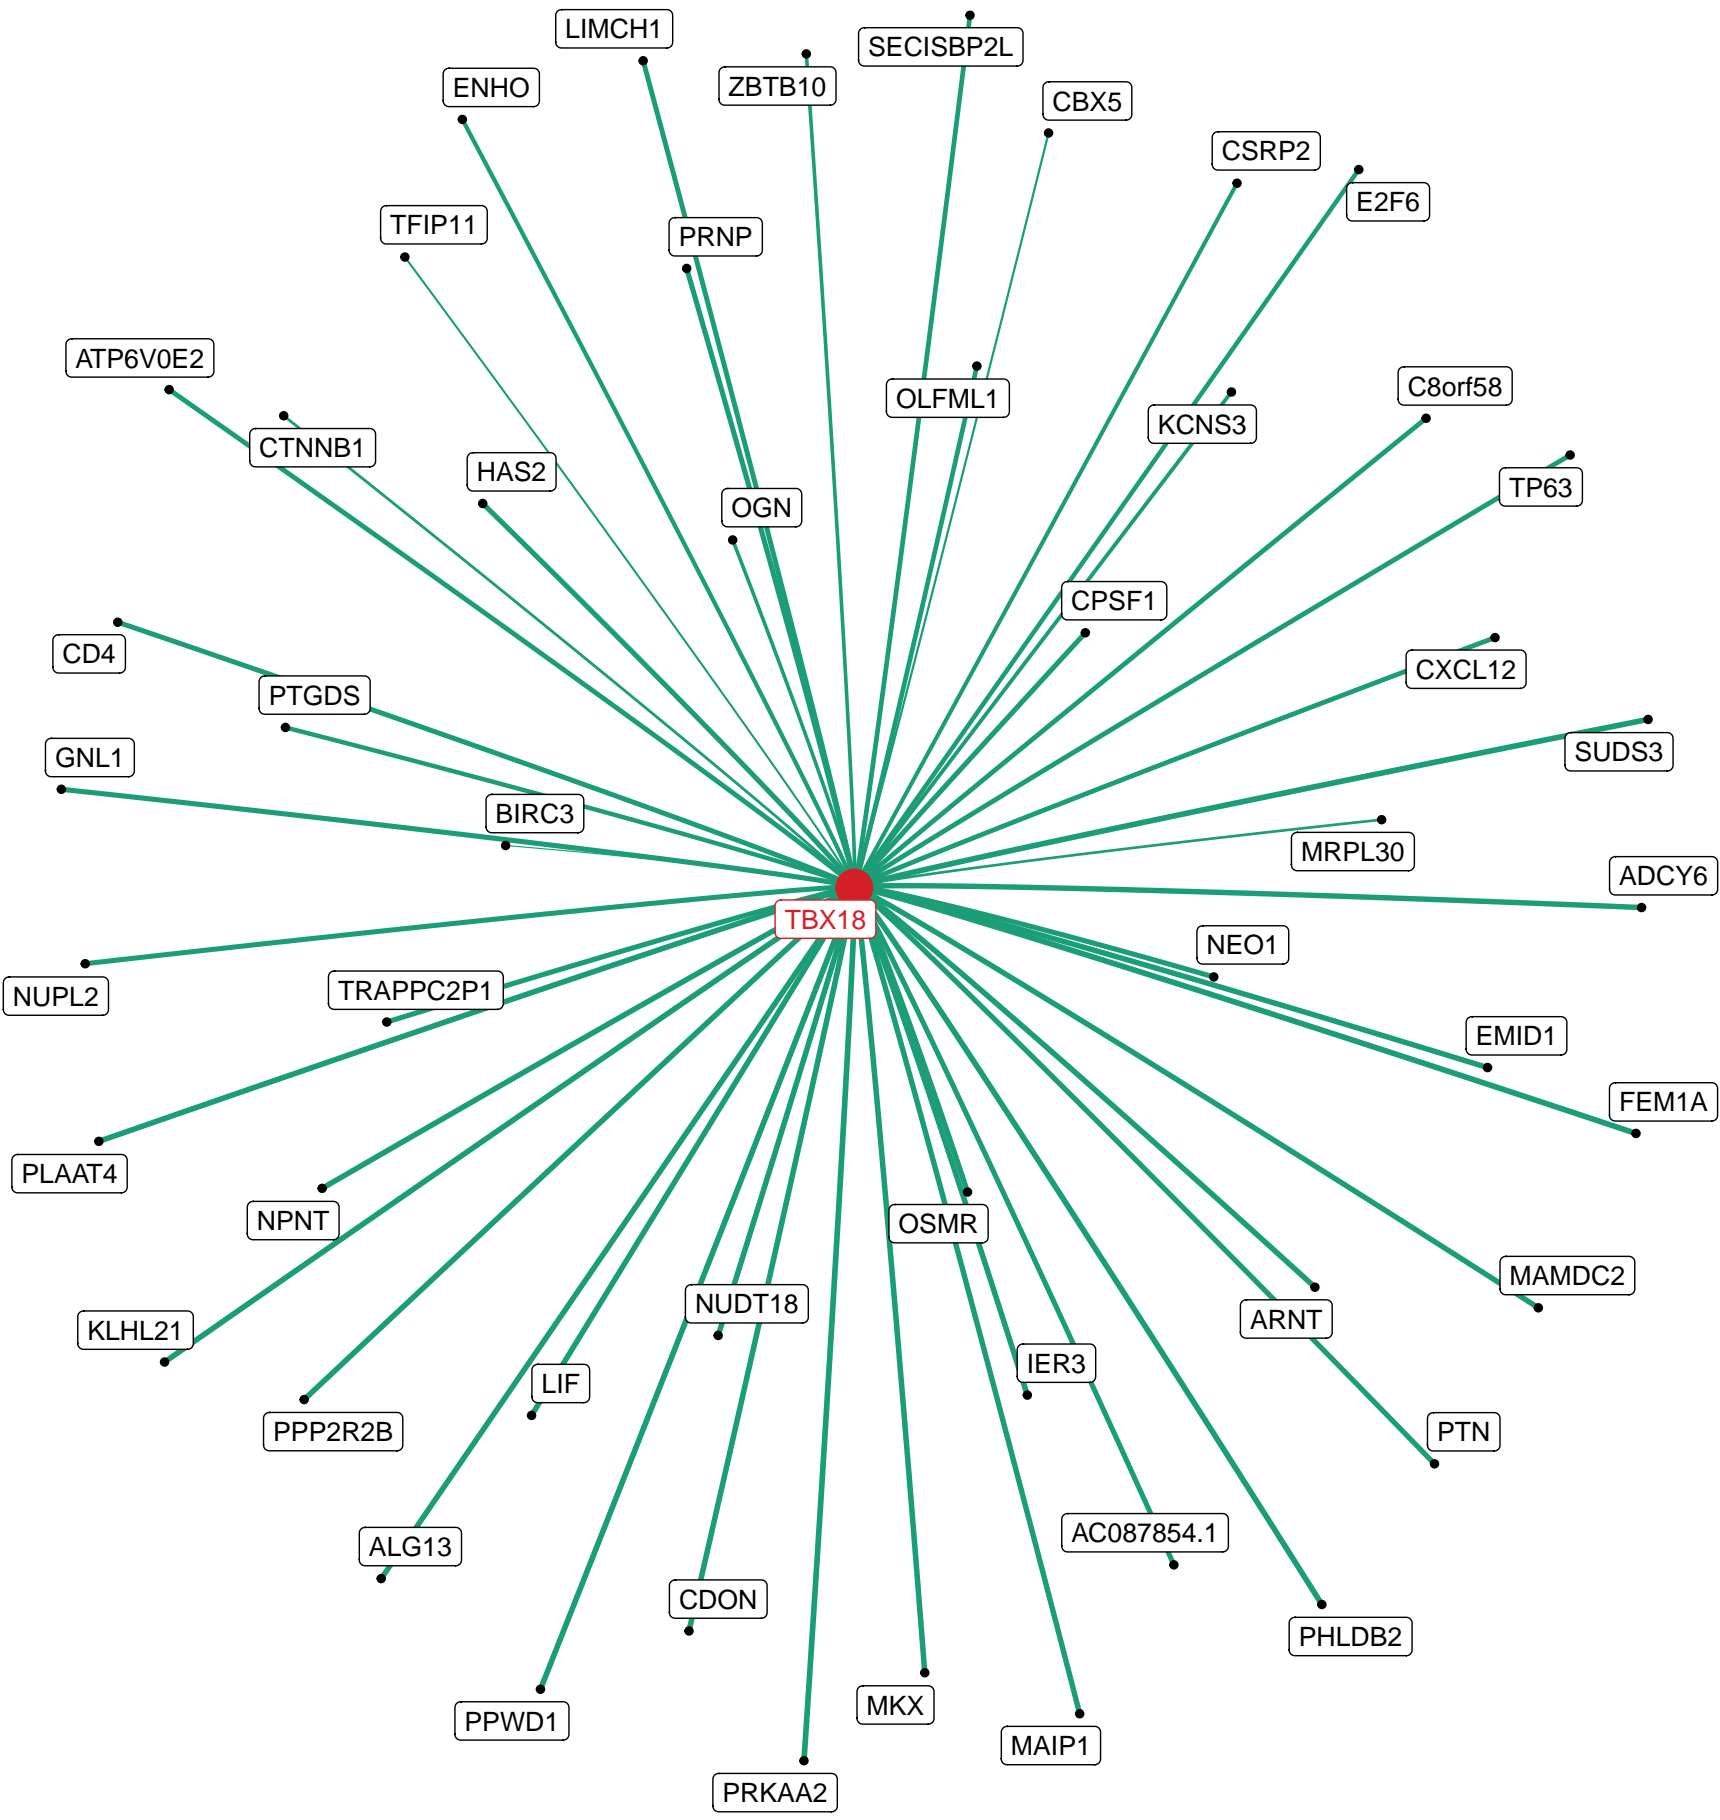 LIMCH1
SECISBP2L
ENHO
ZBTB10
CBX5
CSRP2
E2F6
TFIP11
PRNP
ATP6V0E2
C8orf58
OLFML1
KCNS3
CTNNB1
HAS2
TP63
OGN
CPSF1
CD4
CXCL12
PTGDS
SUDS3
GNL1
BIRC3
MRPL30
ADCY6
TBX18
NEO1
TRAPPC2P1
NUPL2
EMID1
FEM1A
PLAAT4
NPNT
OSMR
MAMDC2
NUDT18
ARNT
KLHL21
IER3
LIF
PPP2R2B
PTN
AC087854.1
ALG13
CDON
PHLDB2
MKX
PPWD1
MAIP1
PRKAA2